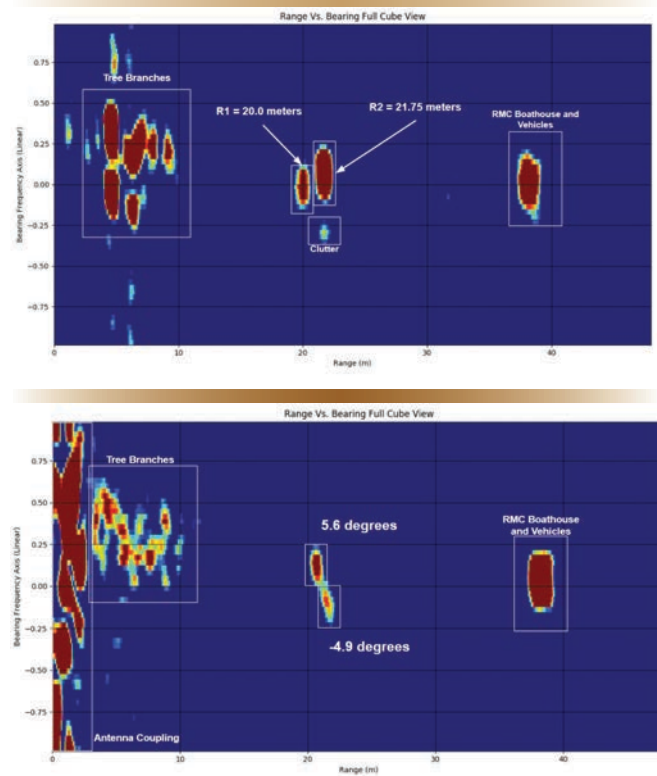 Range Vs. Bearing Full Cube View
Tree Branches
R1 = 20.0 meters
R2 = 21.75 meters
RMC Boathouse and
Vehicles
Clutter
Bearing Frequency Axis (Linear)
0.75
0.50
0.25
0.00
−0.25
−0.50
−0.75
0
10
20
30
40
Range (m)
Range Vs. Bearing Full Cube View
Tree Branches
5.6 degrees
-4.9 degrees
RMC Boathouse
and Vehicles
Antenna Coupling
Bearing Frequency Axis (Linear)
0.75
0.50
0.25
0.00
−0.25
−0.50
−0.75
0
10
20
30
40
Range (m)